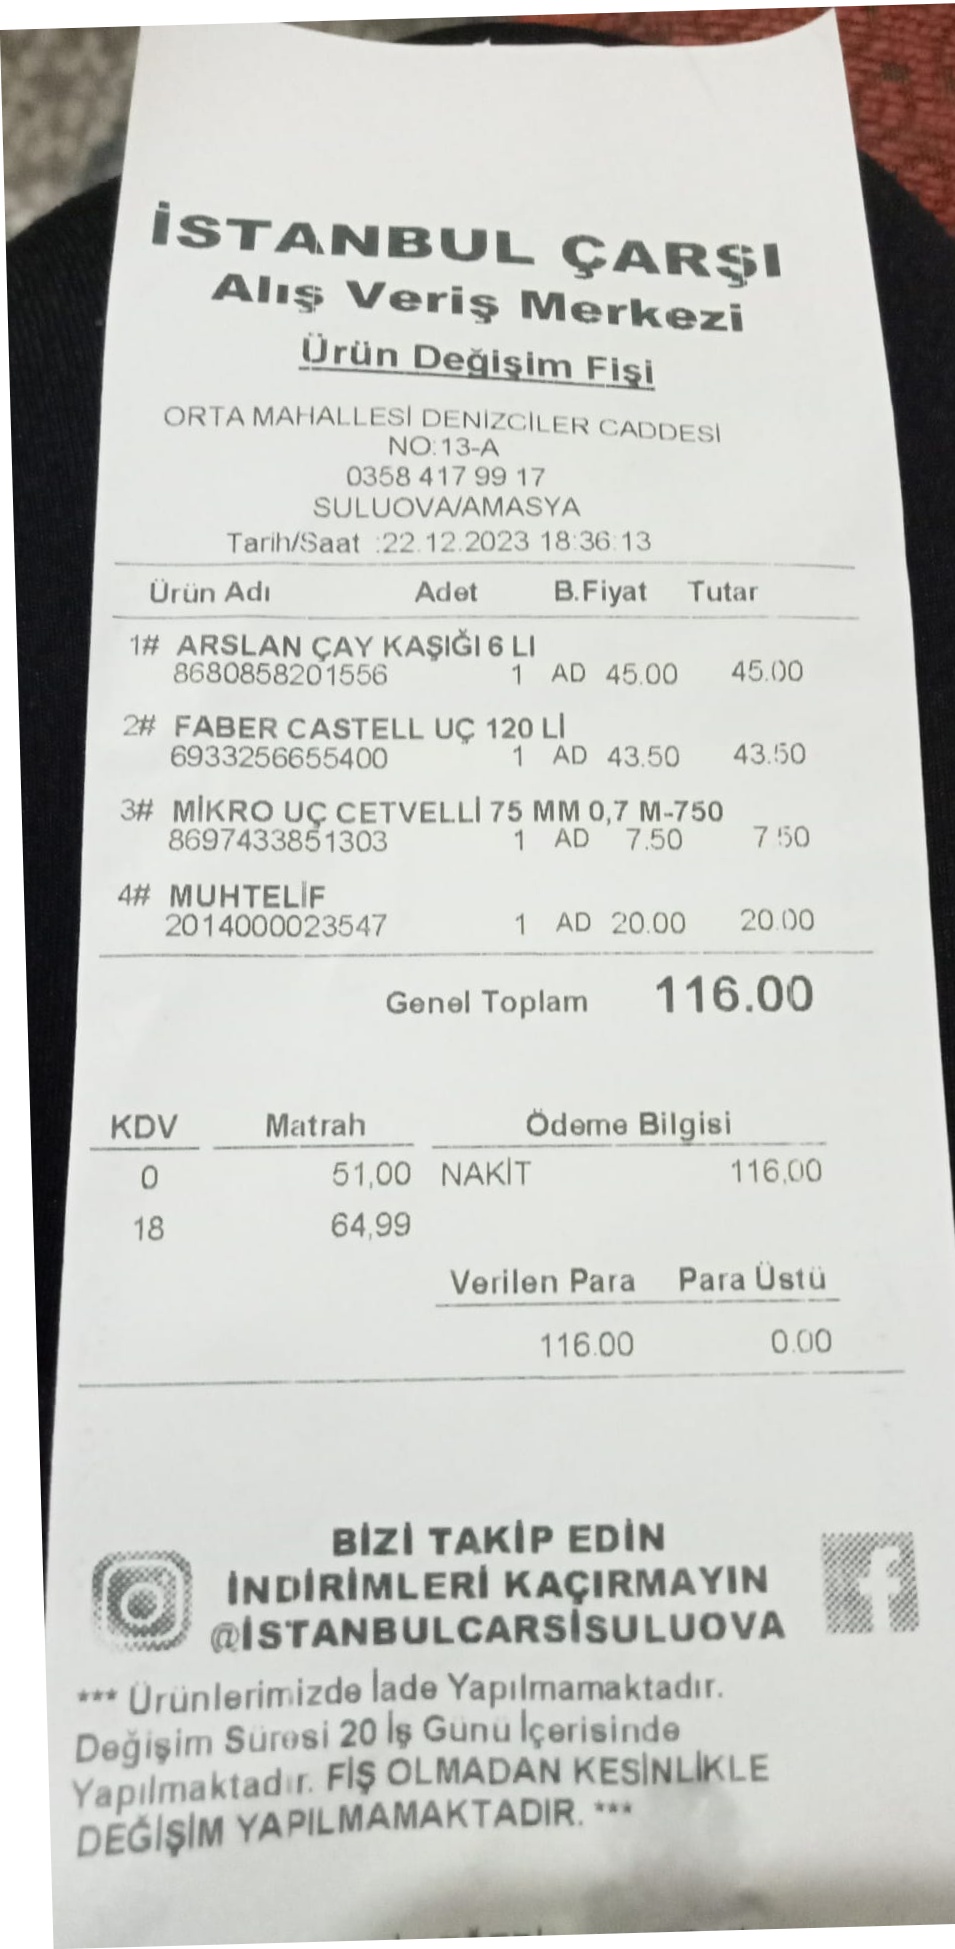 İSTANBUL ÇARŞI
Alış Veriş Merkezi
Ürün Değişim Fişi
ORTA MAHALLESİ DENİZCİLER CADDESİ
NO:13-A
0358 417 99 17
SULUOVA/AMASYA
Tarih/Saat :22.12.2023 18:36:13
Ürün Adı Adet B.Fiyat Tutar
1# ARSLAN ÇAY KAŞIĞI 6 LI
8680858201556 1 AD 45.00 45.00
2# FABER CASTELL UÇ 120 Lİ
6933256655400 1 AD 43.50 43.50
3# MİKRO UÇ CETVELLİ 75 MM 0,7 M-750
8697433851303 1 AD 7.50 7.50
4# MUHTELİF
2014000023547 1 AD 20.00 20.00
Genel Toplam 116.00
KDV Matrah Ödeme Bilgisi
0 51,00 NAKİT 116,00
18 64,99
Verilen Para Para Üstü
116.00 0.00
BİZİ TAKİP EDİN
İNDİRİMLERİ KAÇIRMAYIN
@İSTANBULCARSİSULUOVA
*** Ürünlerimizde İade Yapılmamaktadır.
Değişim Süresi 20 İş Günü İçerisinde
Yapılmaktadır. FİŞ OLMADAN KESİNLİKLE
DEĞİŞİM YAPILMAMAKTADIR. ***